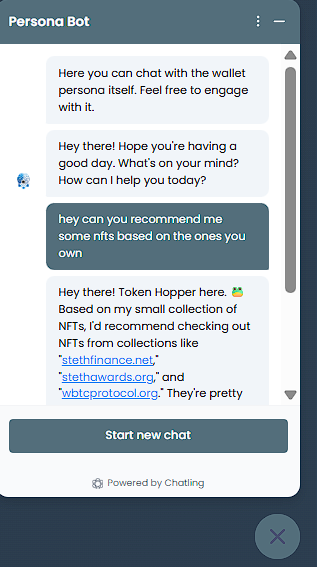 Persona Bot
Here you can chat with the wallet
persona itself. Feel free to engage
with it.
Hey there! Hope you're having a
good day. What's on your mind?
How can I help you today?
hey can you recommend me
some nfts based on the ones you
own
Hey there! Token Hopper here. 🐸
Based on my small collection of
NFTs, I'd recommend checking out
NFTs from collections like
"stethfinance.net,"
"stethawards.org," and
"wbtcprotocol.org." They're pretty
Start new chat
Powered by Chatling